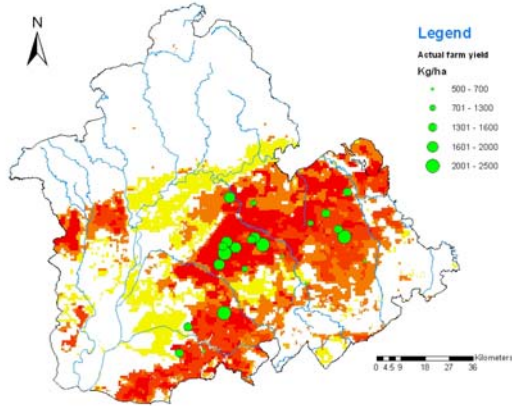 N
Legend
Actual farm yield
Kg/ha
500 - 700
701 - 1300
1301 - 1600
1601 - 2000
2001 - 2500
Kilometers
0 4.5 9 18 27 36